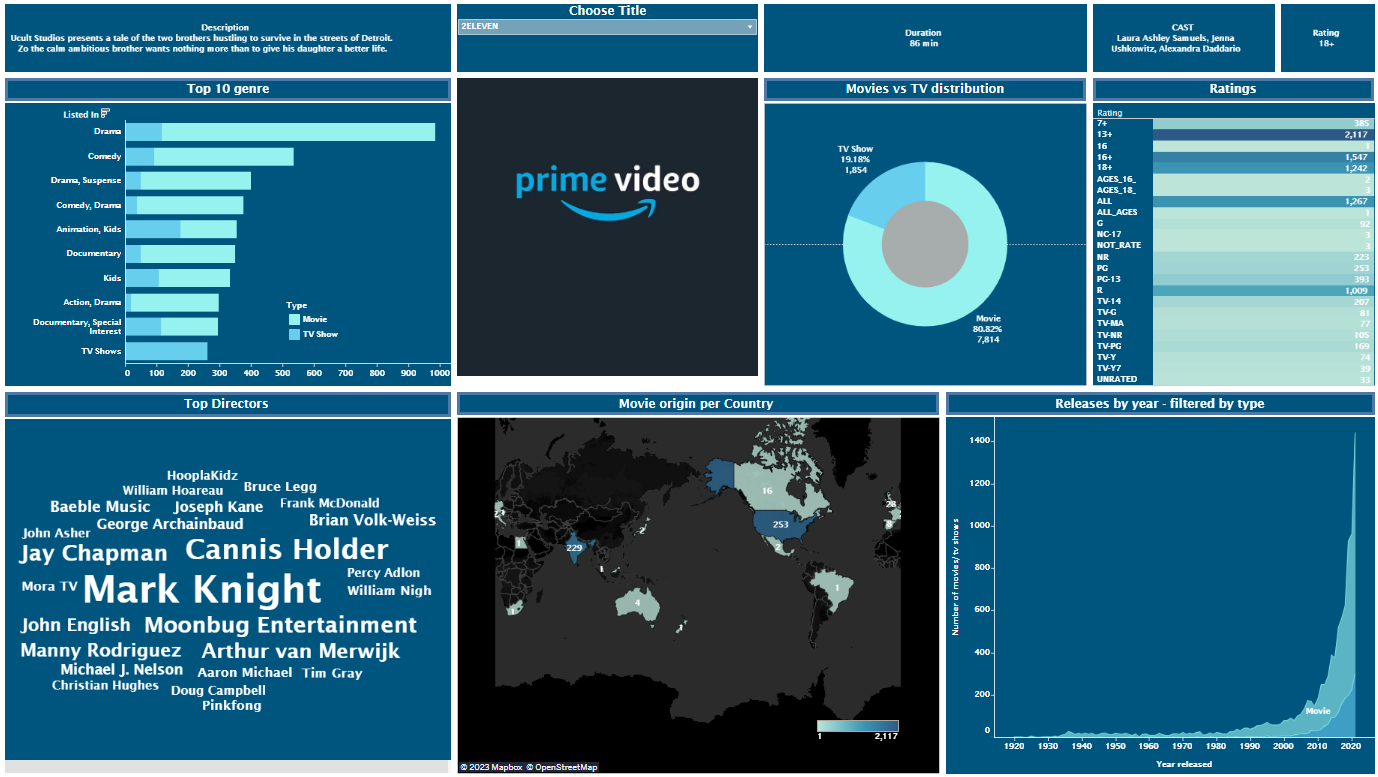 Description
Ucult Studios presents a tale of the two brothers hustling to survive in the streets of Detroit.
Zo the calm ambitious brother wants nothing more than to give his daughter a better life.
Choose Title
2ELEVEN
Duration
86 min
CAST
Laura Ashley Samuels, Jenna
Ushkowitz, Alexandra Daddario
Rating
18+
Top 10 genre
Listed In
Drama
Comedy
Drama, Suspense
Comedy, Drama
Animation, Kids
Documentary
Kids
Action, Drama
Documentary, Special
Interest
TV Shows
Type
Movie
TV Show
0 100 200 300 400 500 600 700 800 900 1000
prime video
Movies vs TV distribution
TV Show
19.18%
1,854
Movie
80.82%
7,814
Ratings
Rating
7+ 385
13+ 2,117
16 1
16+ 1,547
18+ 1,242
AGES_16_ 2
AGES_18_ 3
ALL 1,267
ALL_AGES 1
G 92
NC-17 3
NOT_RATE 3
NR 223
PG 253
PG-13 393
R 1,009
TV-14 207
TV-G 81
TV-MA 77
TV-NR 105
TV-PG 169
TV-Y 74
TV-Y7 39
UNRATED 33
Top Directors
HooplaKidz
William Hoareau
Bruce Legg
Baeble Music
Joseph Kane
Frank McDonald
George Archainbaud
Brian Volk-Weiss
John Asher
Jay Chapman
Cannis Holder
Mora TV
Mark Knight
Percy Adlon
William Nigh
John English
Moonbug Entertainment
Manny Rodriguez
Arthur van Merwijk
Michael J. Nelson
Aaron Michael
Tim Gray
Christian Hughes
Doug Campbell
Pinkfong
Movie origin per Country
16
28
2
1
253
2
1
229
2
1
4
1
1
1
1 2,117
© 2023 Mapbox © OpenStreetMap
Releases by year - filtered by type
Number of movies/ tv shows
1400
1200
1000
800
600
400
200
0
Movie
1920 1930 1940 1950 1960 1970 1980 1990 2000 2010 2020
Year released